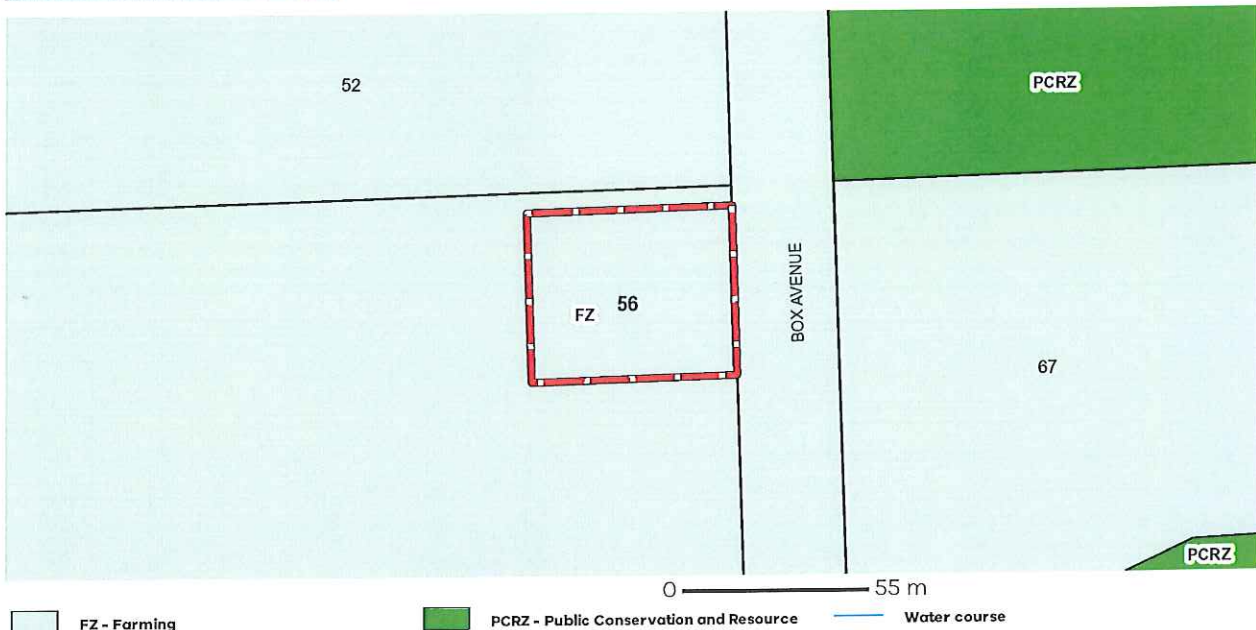 52
PCRZ
56
FZ
BOX AVENUE
67
PCRZ
0 55 m
FZ - Farming
PCRZ - Public Conservation and Resource
Water course